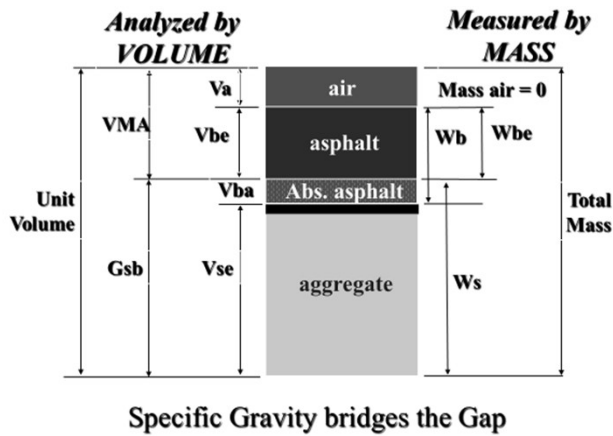 Analyzed by
VOLUME
Measured by
MASS
Va
air
Mass air = 0
VMA
Vbe
asphalt
Wb
Wbe
Vba
Abs. asphalt
Unit
Volume
Total
Mass
Gsb
Vse
aggregate
Ws
Specific Gravity bridges the Gap